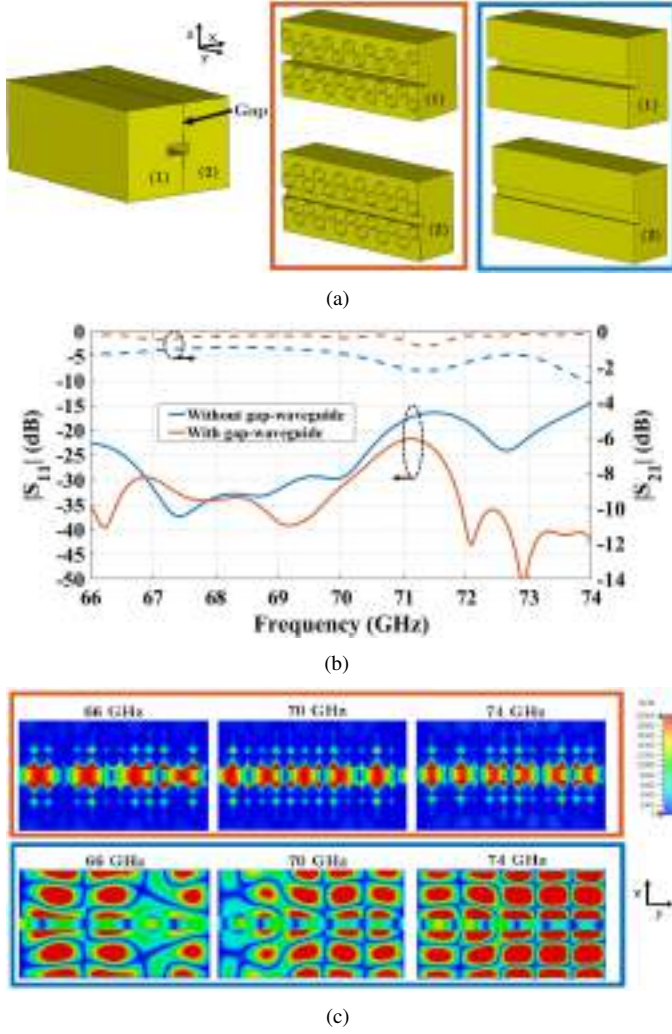 z
x
y
Gap
(1)
(2)
(1)
(2)
(1)
(2)
(a)
|S11| (dB)
0
-5
-10
-15
-20
-25
-30
-35
-40
-45
-50
Without gap-waveguide
With gap-waveguide
0
-2
-4
-6
-8
-10
-12
-14
|S21| (dB)
66 67 68 69 70 71 72 73 74
Frequency (GHz)
(b)
66 GHz 70 GHz 74 GHz
66 GHz 70 GHz 74 GHz
x
y
(c)